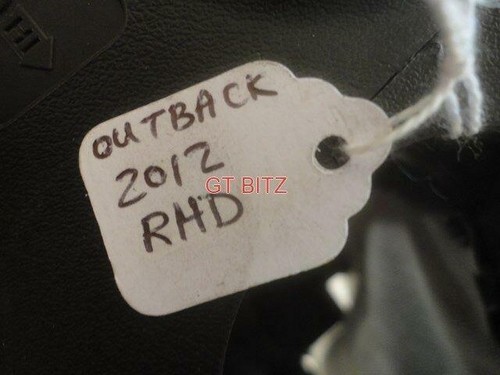 OUTBACK
2012
GT BITZ
RHD